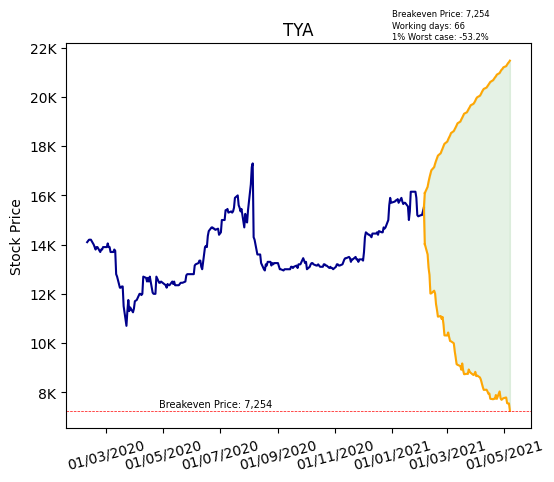 Breakeven Price: 7,254
Working days: 66
1% Worst case: -53.2%
TYA
22K
20K
18K
16K
14K
12K
10K
8K
Stock Price
Breakeven Price: 7,254
01/03/2020
01/05/2020
01/07/2020
01/09/2020
01/11/2020
01/01/2021
01/03/2021
01/05/2021